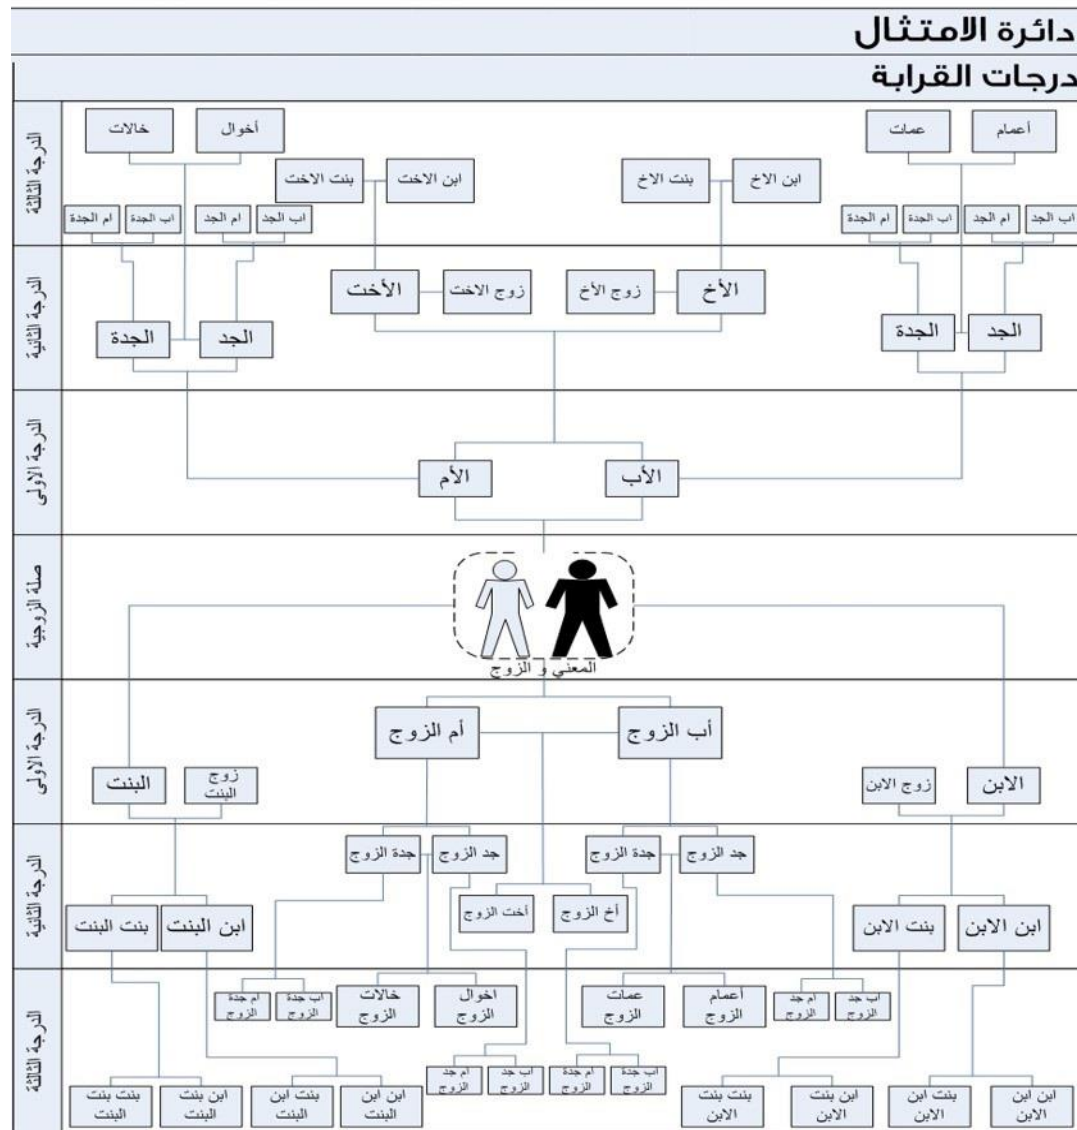 دائرة الامتثال
درجات القرابة
الدرجة الثالثة
أعمام
عمات
أخوال
خالات
ابن الاخ
بنت الاخ
ابن الاخت
بنت الاخت
اب الجد
ام الجد
اب الجدة
ام الجدة
اب الجد
ام الجد
اب الجدة
ام الجدة
الدرجة الثانية
الأخ
زوج الأخ
زوج الاخت
الأخت
الجد
الجدة
الجد
الجدة
الدرجة الاولى
الأب
الأم
صلة الزوجية
المعني و الزوج
الدرجة الاولى
أب الزوج
أم الزوج
الابن
زوج الابن
زوج
البنت
البنت
الدرجة الثانية
جد الزوج
جدة الزوج
جد الزوج
جدة الزوج
أخ الزوج
أخت الزوج
ابن الابن
بنت الابن
ابن البنت
بنت البنت
الدرجة الثالثة
اب جد
الزوج
ام جد
الزوج
أعمام
الزوج
عمات
الزوج
اخوال
الزوج
خالات
الزوج
اب جدة
الزوج
ام جدة
الزوج
اب جدة
الزوج
ام جدة
الزوج
اب جد
الزوج
ام جد
الزوج
ابن ابن
الابن
بنت ابن
الابن
ابن بنت
الابن
بنت بنت
الابن
ابن ابن
البنت
بنت ابن
البنت
ابن بنت
البنت
بنت بنت
البنت